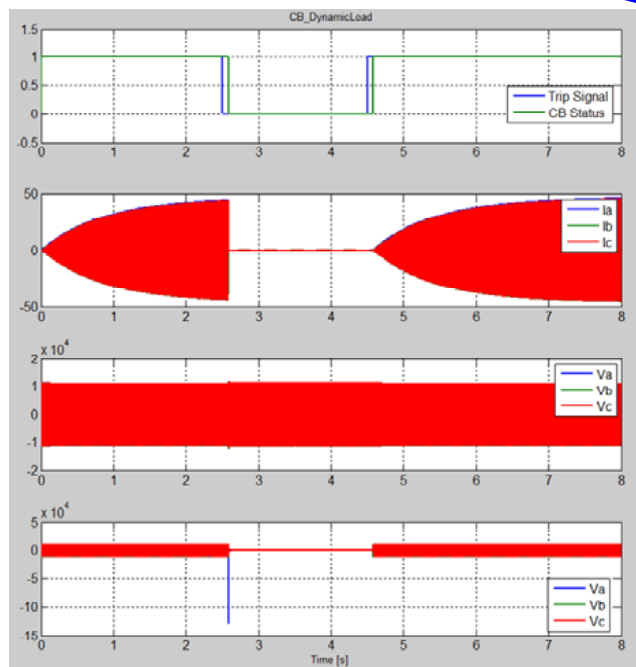 CB_DynamicLoad
1.5
1
0.5
0
-0.5
Trip Signal
CB Status
0 1 2 3 4 5 6 7 8
50
0
-50
Ia
Ib
Ic
0 1 2 3 4 5 6 7 8
x 10^4
2
1
0
-1
-2
Va
Vb
Vc
0 1 2 3 4 5 6 7 8
x 10^4
5
0
-5
-10
-15
Va
Vb
Vc
0 1 2 3 4 5 6 7 8
Time [s]